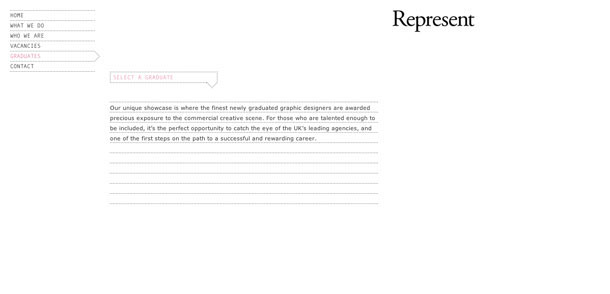 HOME
WHAT WE DO
WHO WE ARE
VACANCIES
GRADUATES
CONTACT
Represent
SELECT A GRADUATE
Our unique showcase is where the finest newly graduated graphic designers are awarded
precious exposure to the commercial creative scene. For those who are talented enough to
be included, it's the perfect opportunity to catch the eye of the UK's leading agencies, and
one of the first steps on the path to a successful and rewarding career.